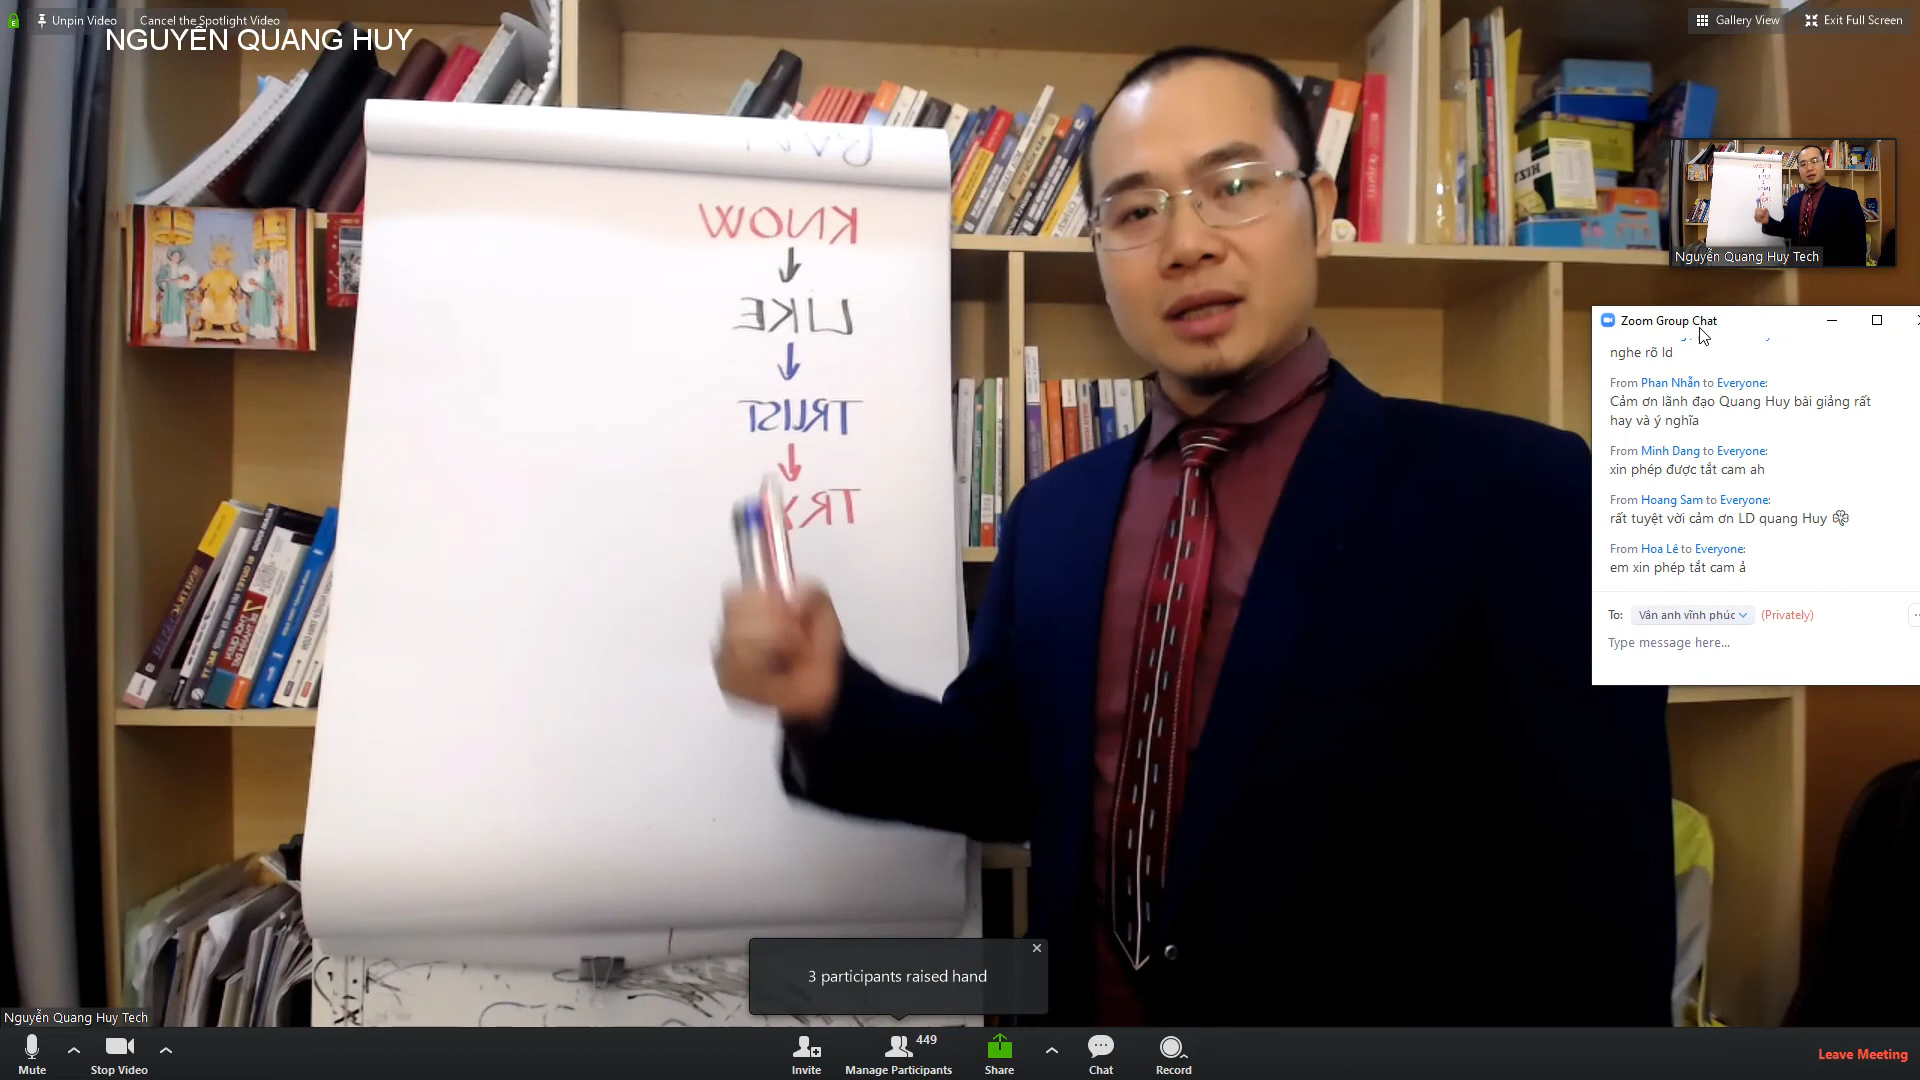 Unpin Video
Cancel the Spotlight Video
Gallery View
Exit Full Screen
NGUYỄN QUANG HUY
KNOW
LIKE
TRUST
TRY
Nguyễn Quang Huy Tech
Zoom Group Chat
nghe rõ ld
From Phan Nhẫn to Everyone:
Cảm ơn lãnh đạo Quang Huy bài giảng rất
hay và ý nghĩa
From Minh Dang to Everyone:
xin phép được tắt cam ah
From Hoang Sam to Everyone:
rất tuyệt vời cảm ơn LD quang Huy
From Hoa Lê to Everyone:
em xin phép tắt cam ả
To: Vân anh vĩnh phúc (Privately)
Type message here...
3 participants raised hand
Nguyễn Quang Huy Tech
Mute
Stop Video
Invite
449
Manage Participants
Share
Chat
Record
Leave Meeting